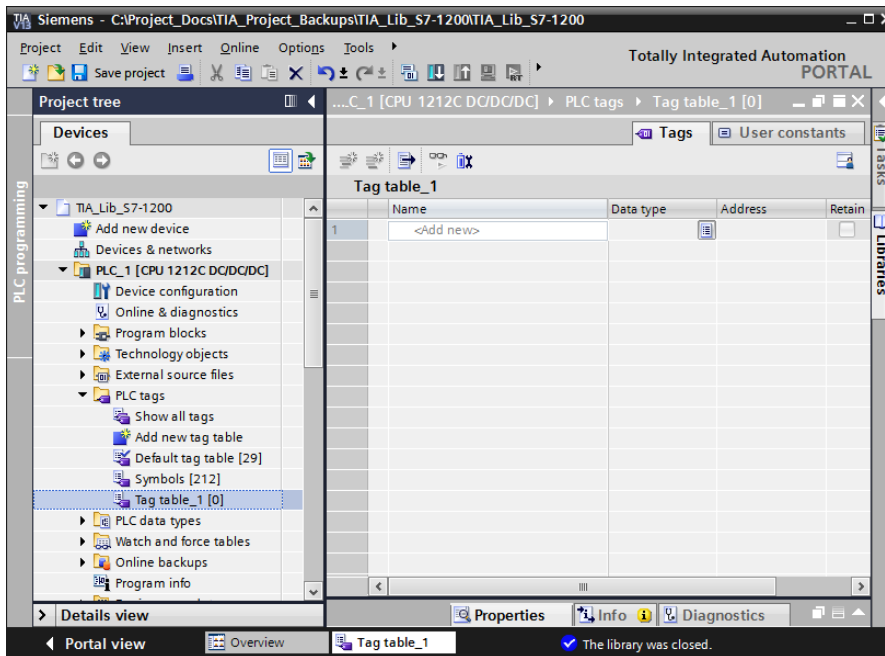 Siemens - C:\Project_Docs\TIA_Project_Backups\TIA_Lib_S7-1200\TIA_Lib_S7-1200
Project Edit View Insert Online Options Tools
Save project
Totally Integrated Automation
PORTAL
Project tree
...C_1 [CPU 1212C DC/DC/DC] PLC tags Tag table_1 [0]
Devices
Tags User constants
Tag table_1
Name Data type Address Retain
1 <Add new>
TIA_Lib_S7-1200
Add new device
Devices & networks
PLC_1 [CPU 1212C DC/DC/DC]
Device configuration
Online & diagnostics
Program blocks
Technology objects
External source files
PLC tags
Show all tags
Add new tag table
Default tag table [29]
Symbols [212]
Tag table_1 [0]
PLC data types
Watch and force tables
Online backups
Program info
PLC programming
Tasks
Libraries
Details view
Properties Info Diagnostics
Portal view Overview Tag table_1 The library was closed.